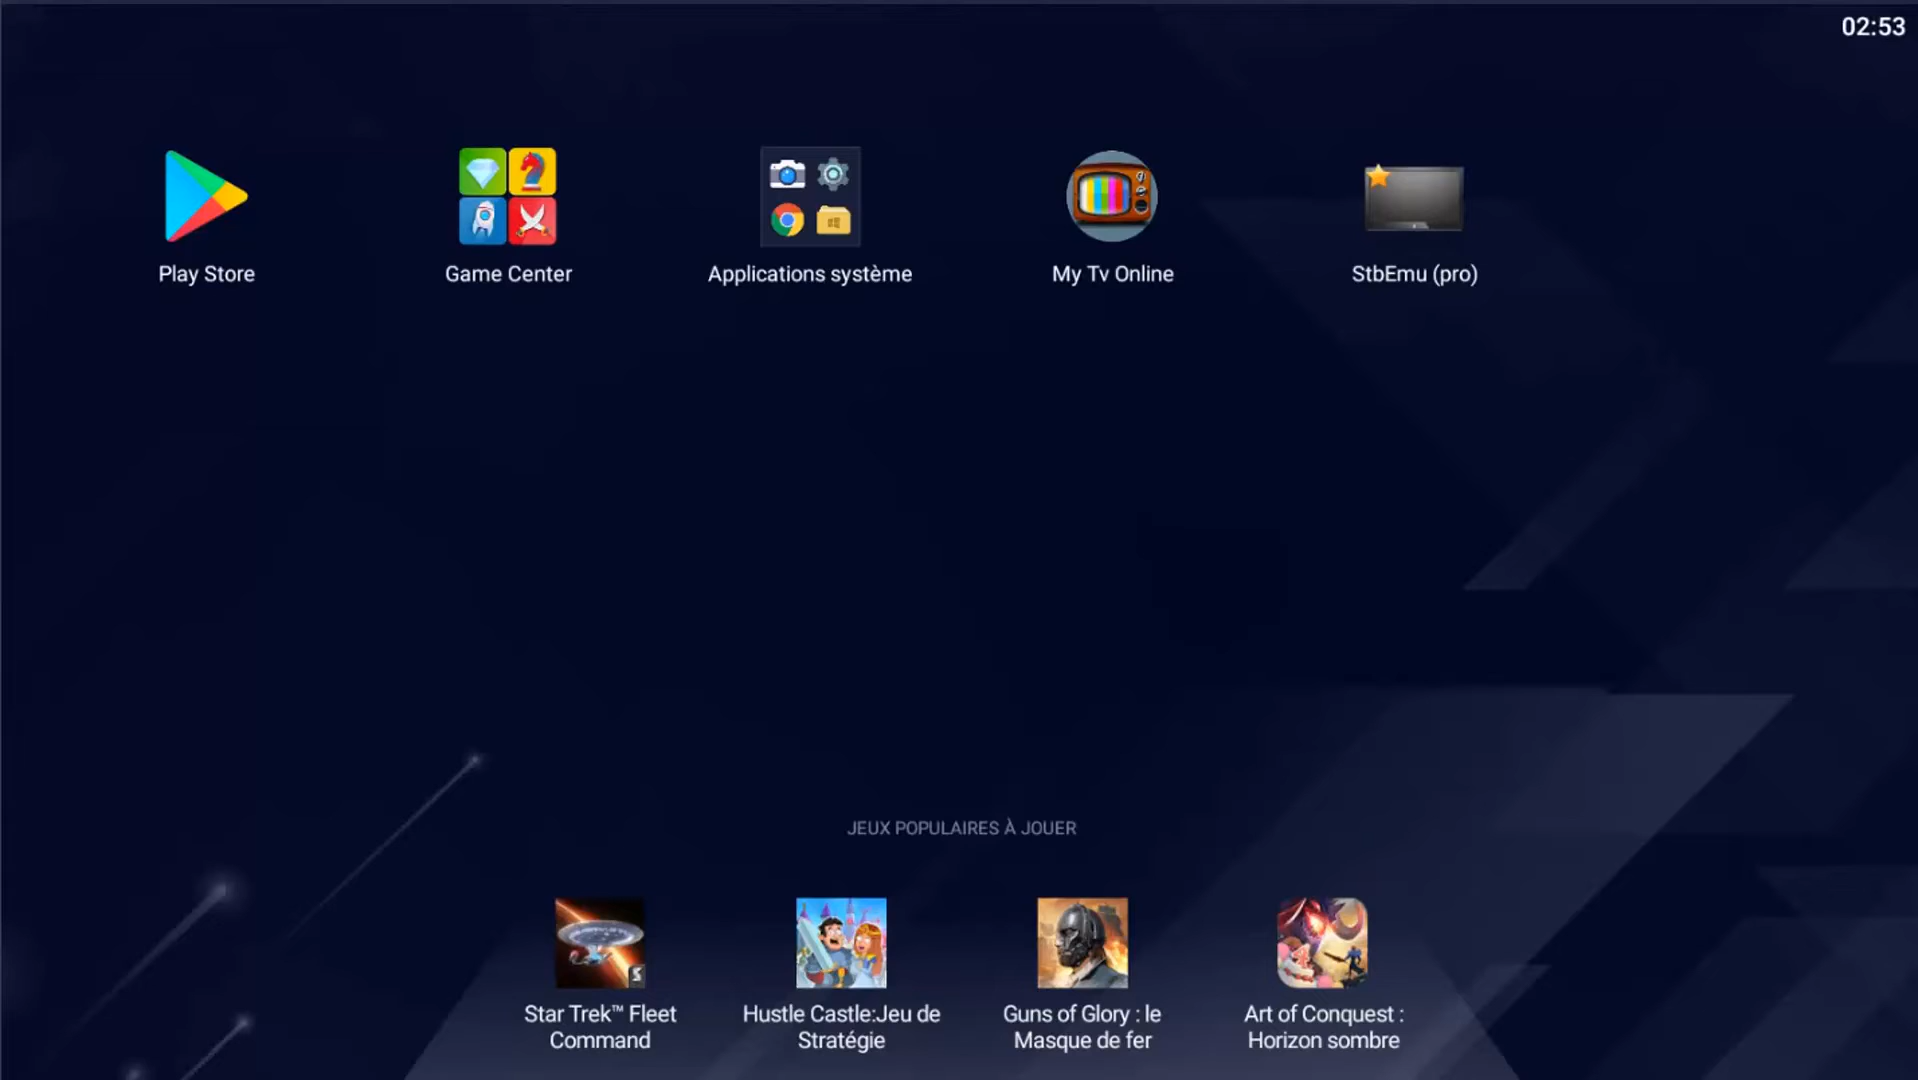 02:53
Play Store
Game Center
Applications système
My Tv Online
StbEmu (pro)
JEUX POPULAIRES À JOUER
Star Trek™ Fleet
Command
Hustle Castle:Jeu de
Stratégie
Guns of Glory : le
Masque de fer
Art of Conquest :
Horizon sombre